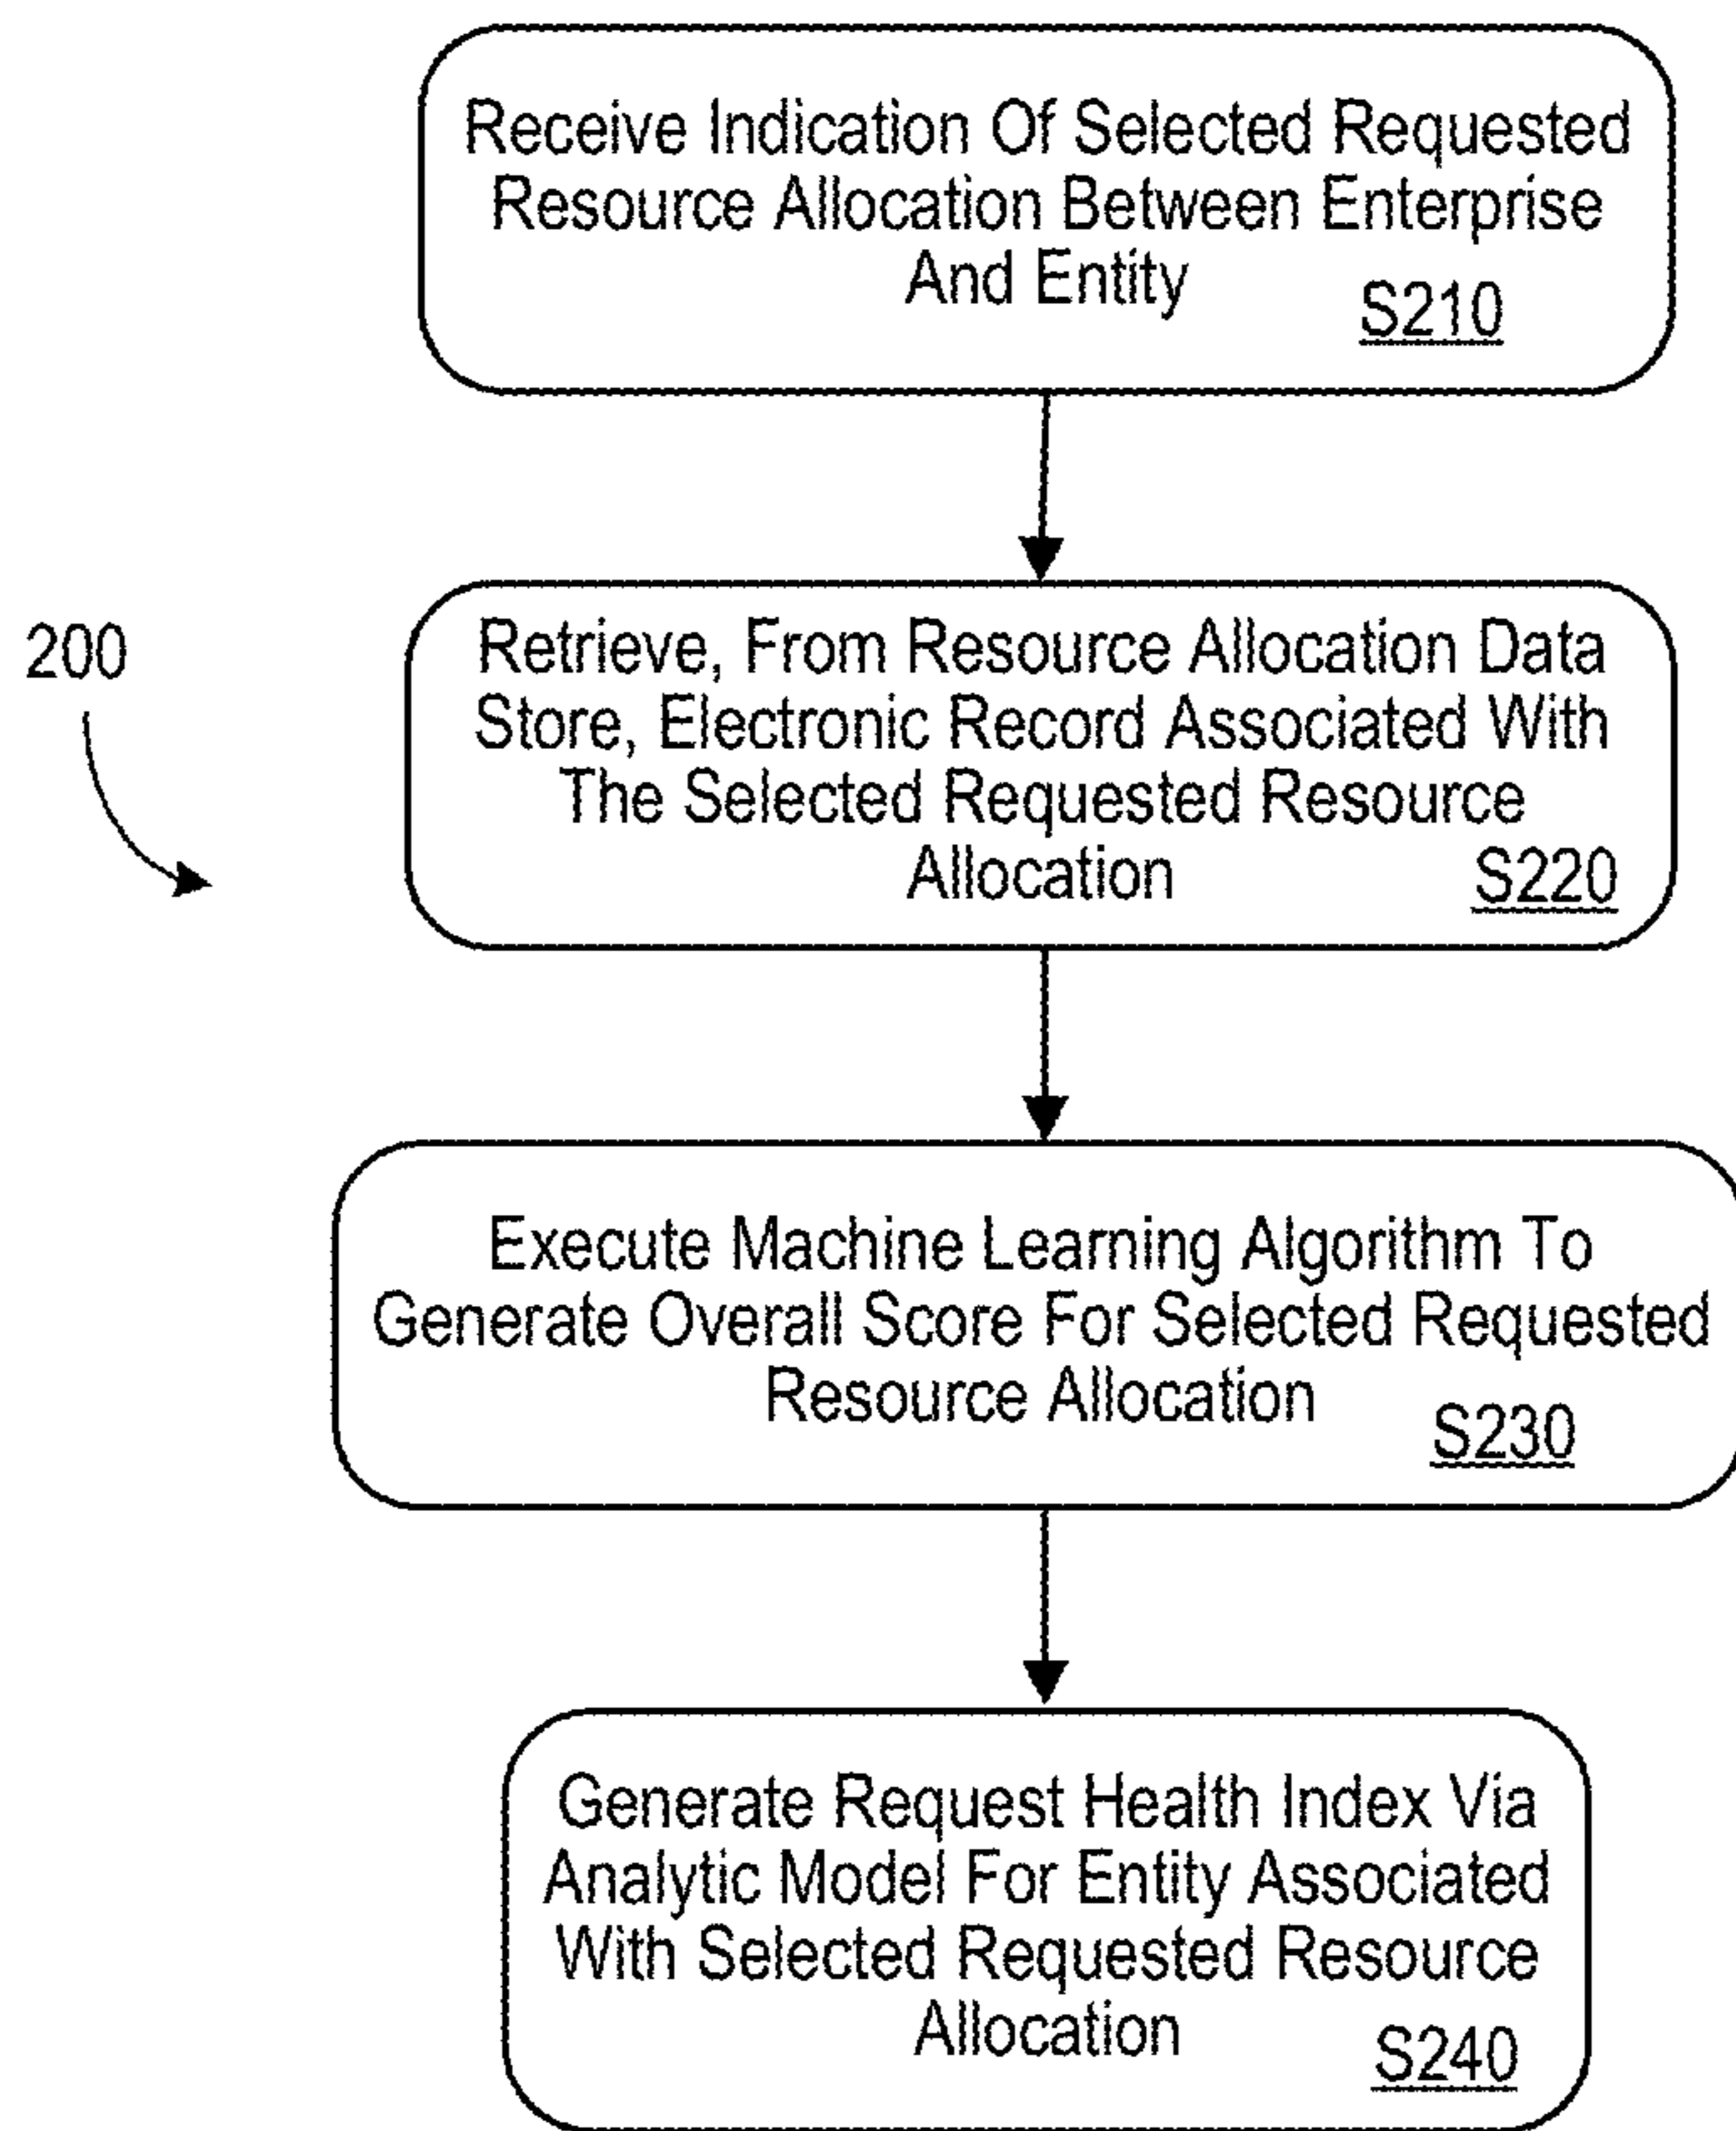 Receive Indication Of Selected Requested
Resource Allocation Between Enterprise
And Entity
S210
200
Retrieve, From Resource Allocation Data
Store, Electronic Record Associated With
The Selected Requested Resource
Allocation
S220
Execute Machine Learning Algorithm To
Generate Overall Score For Selected Requested
Resource Allocation
S230
Generate Request Health Index Via
Analytic Model For Entity Associated
With Selected Requested Resource
Allocation
S240